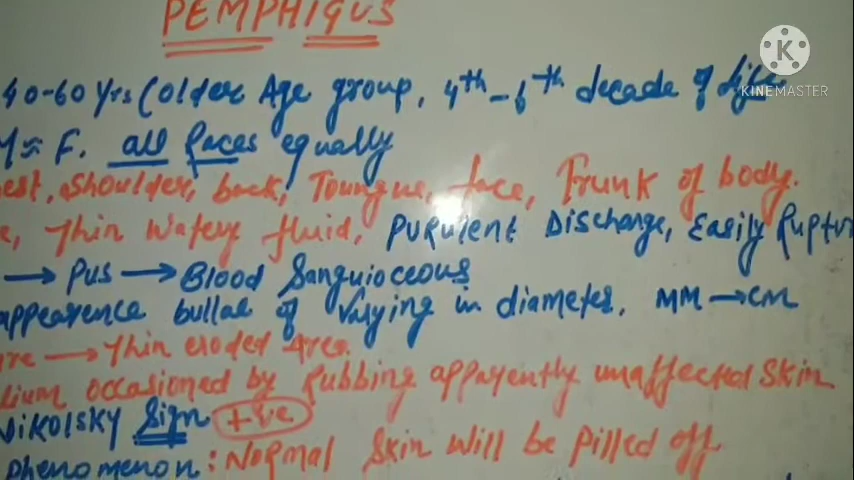 PEMPHIGUS
KINEMASTER
40-60 Yrs (older Age group, 4th - 6th decade of life
M ≈ F. all Races equally
est, shoulder, back, Toungue, face, Trunk of body.
e, Thin watery fluid, PURULENT Discharge, Easily Ruptur
→ Pus → Blood Sanguioceous
appearence bullae of varying in diameter, MM → CM
ure → Thin eroded Area.
lium occasioned by Rubbing apparently unaffected skin
Nikolsky Sign +ive
phenomenon: Normal skin will be pilled off